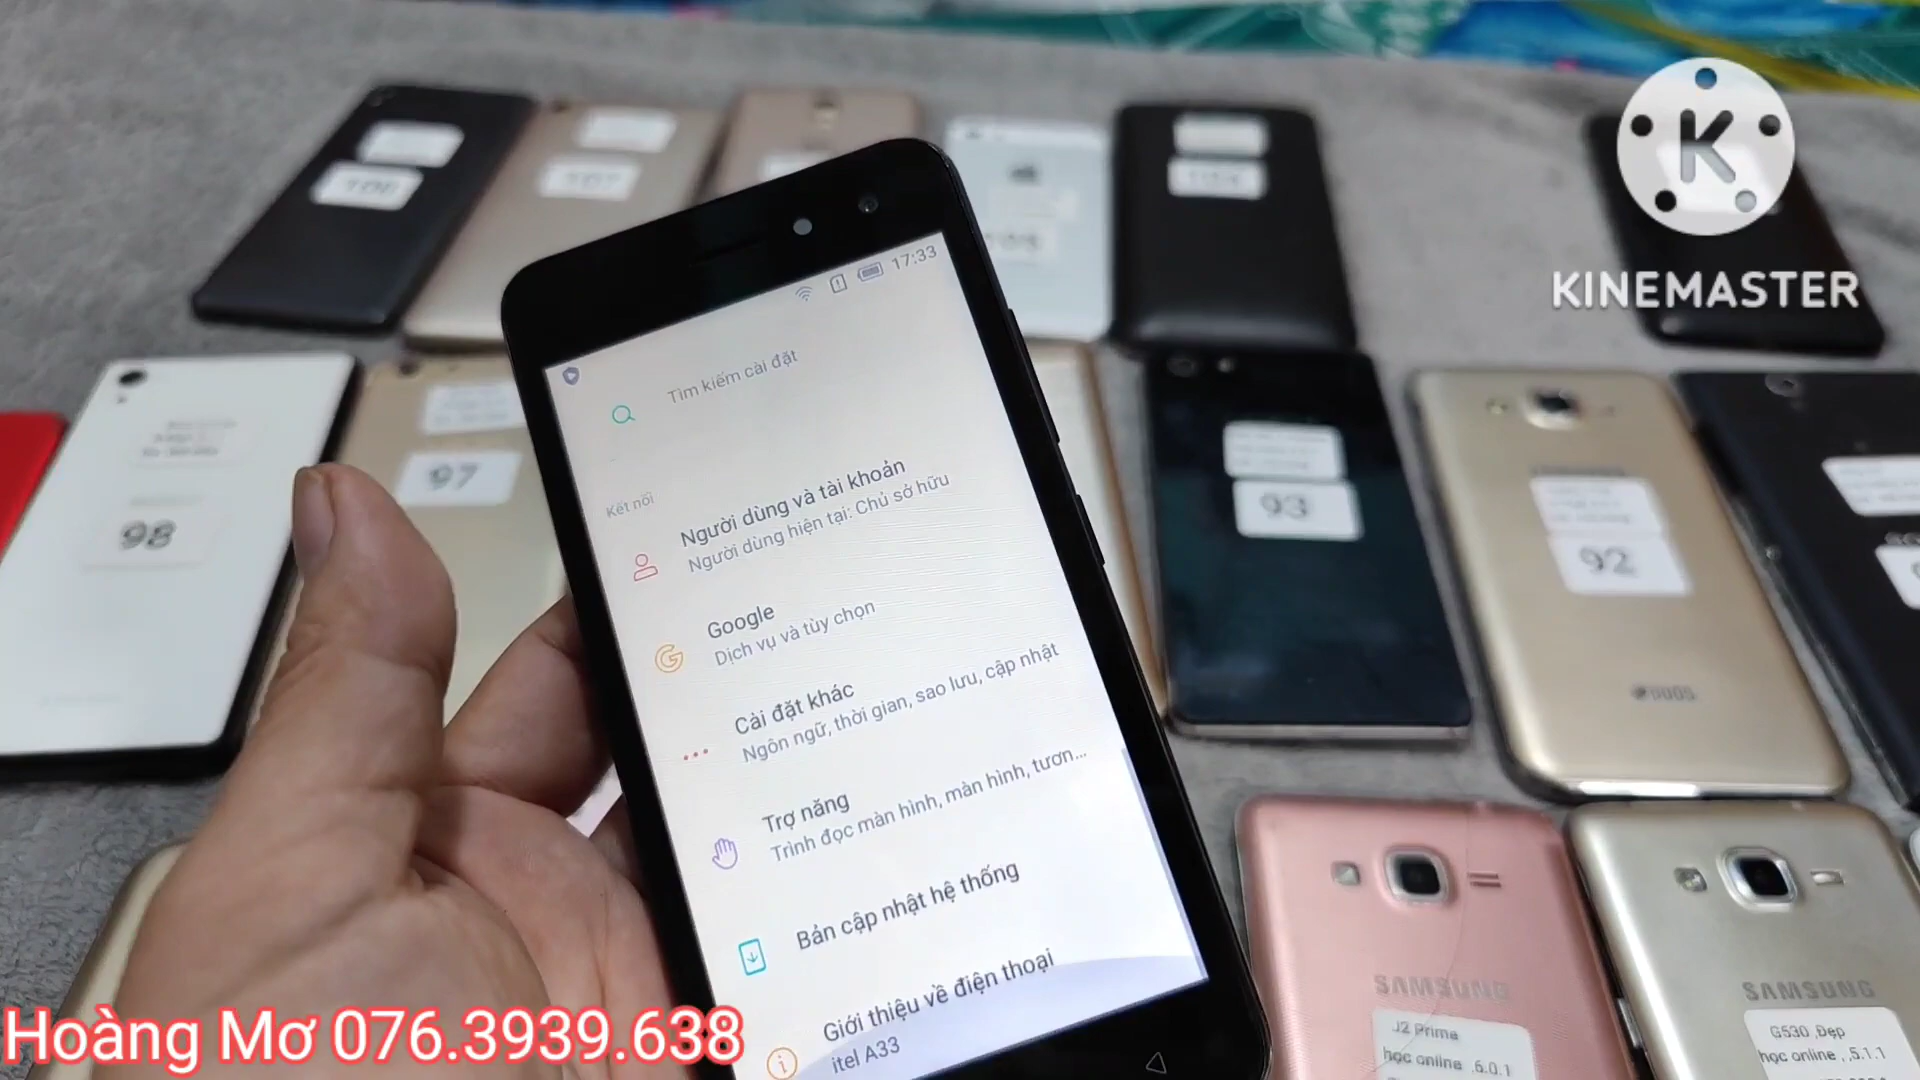 K
KINEMASTER
17:33
Tìm kiếm cài đặt
Kết nối
Người dùng và tài khoản
Người dùng hiện tại: Chủ sở hữu
Google
Dịch vụ và tùy chọn
Cài đặt khác
Ngôn ngữ, thời gian, sao lưu, cập nhật
Trợ năng
Trình đọc màn hình, màn hình, tươn...
Bản cập nhật hệ thống
Giới thiệu về điện thoại
itel A33
98
97
93
92
DUOS
SAMSUNG
J2 Prime
học online .6.0.1
SAMSUNG
G530 Đẹp
học online , .5.1.1
Hoàng Mơ 076.3939.638